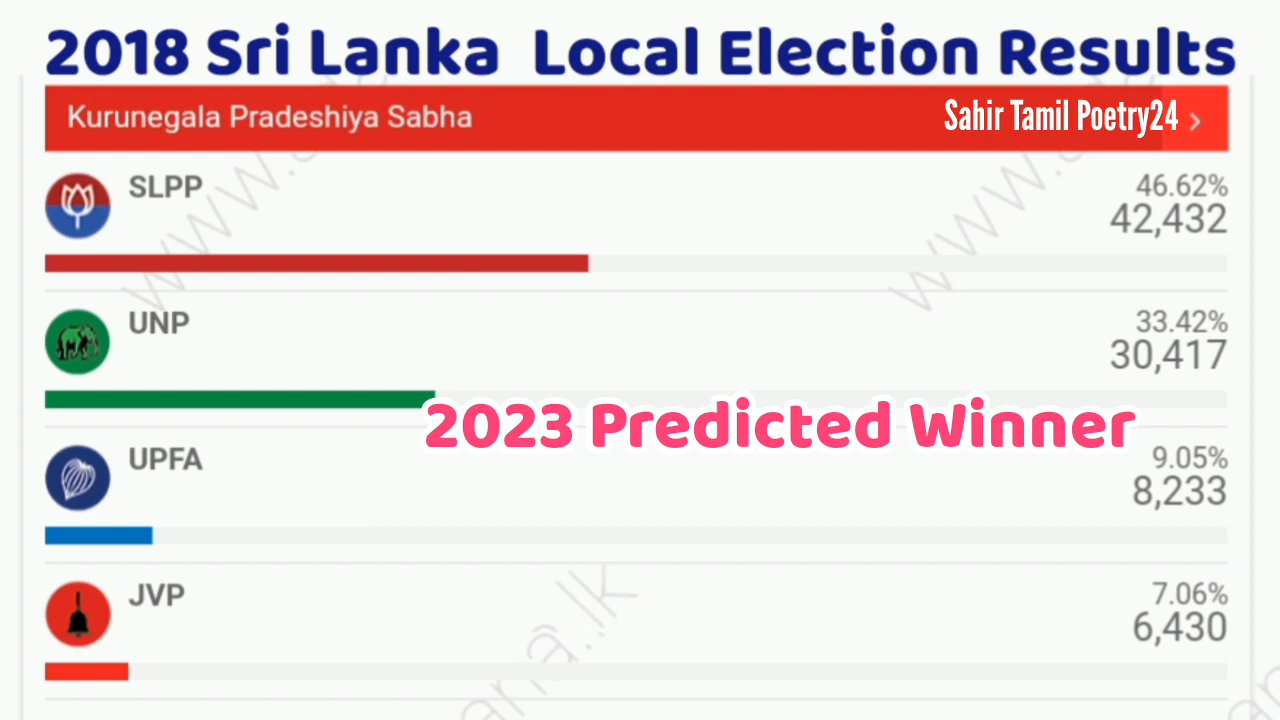 2018 Sri Lanka Local Election Results
Kurunegala Pradeshiya Sabha
Sahir Tamil Poetry24
SLPP
46.62%
42,432
UNP
33.42%
30,417
2023 Predicted Winner
UPFA
9.05%
8,233
JVP
7.06%
6,430